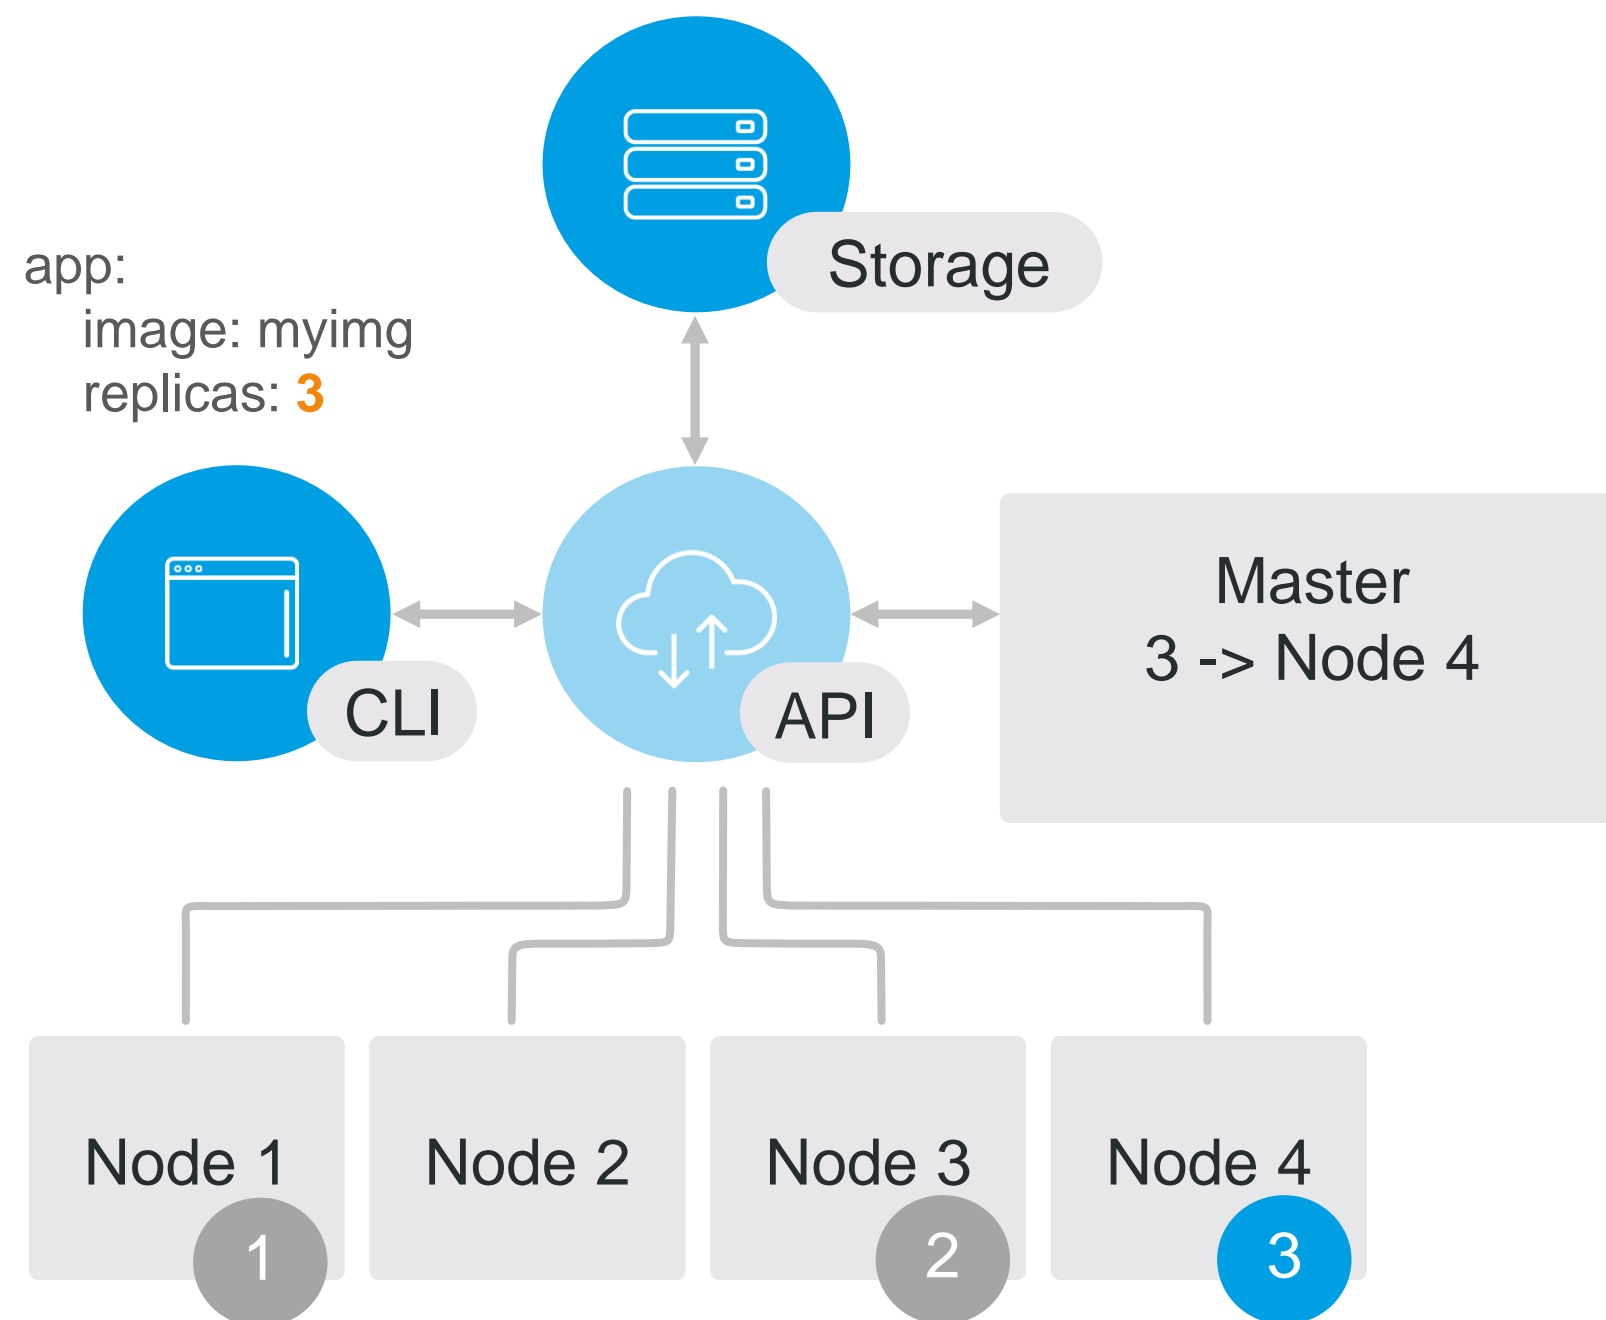 Storage
app:
image: myimg
replicas: 3
CLI
API
Master
3 -> Node 4
Node 1
1
Node 2
Node 3
2
Node 4
3